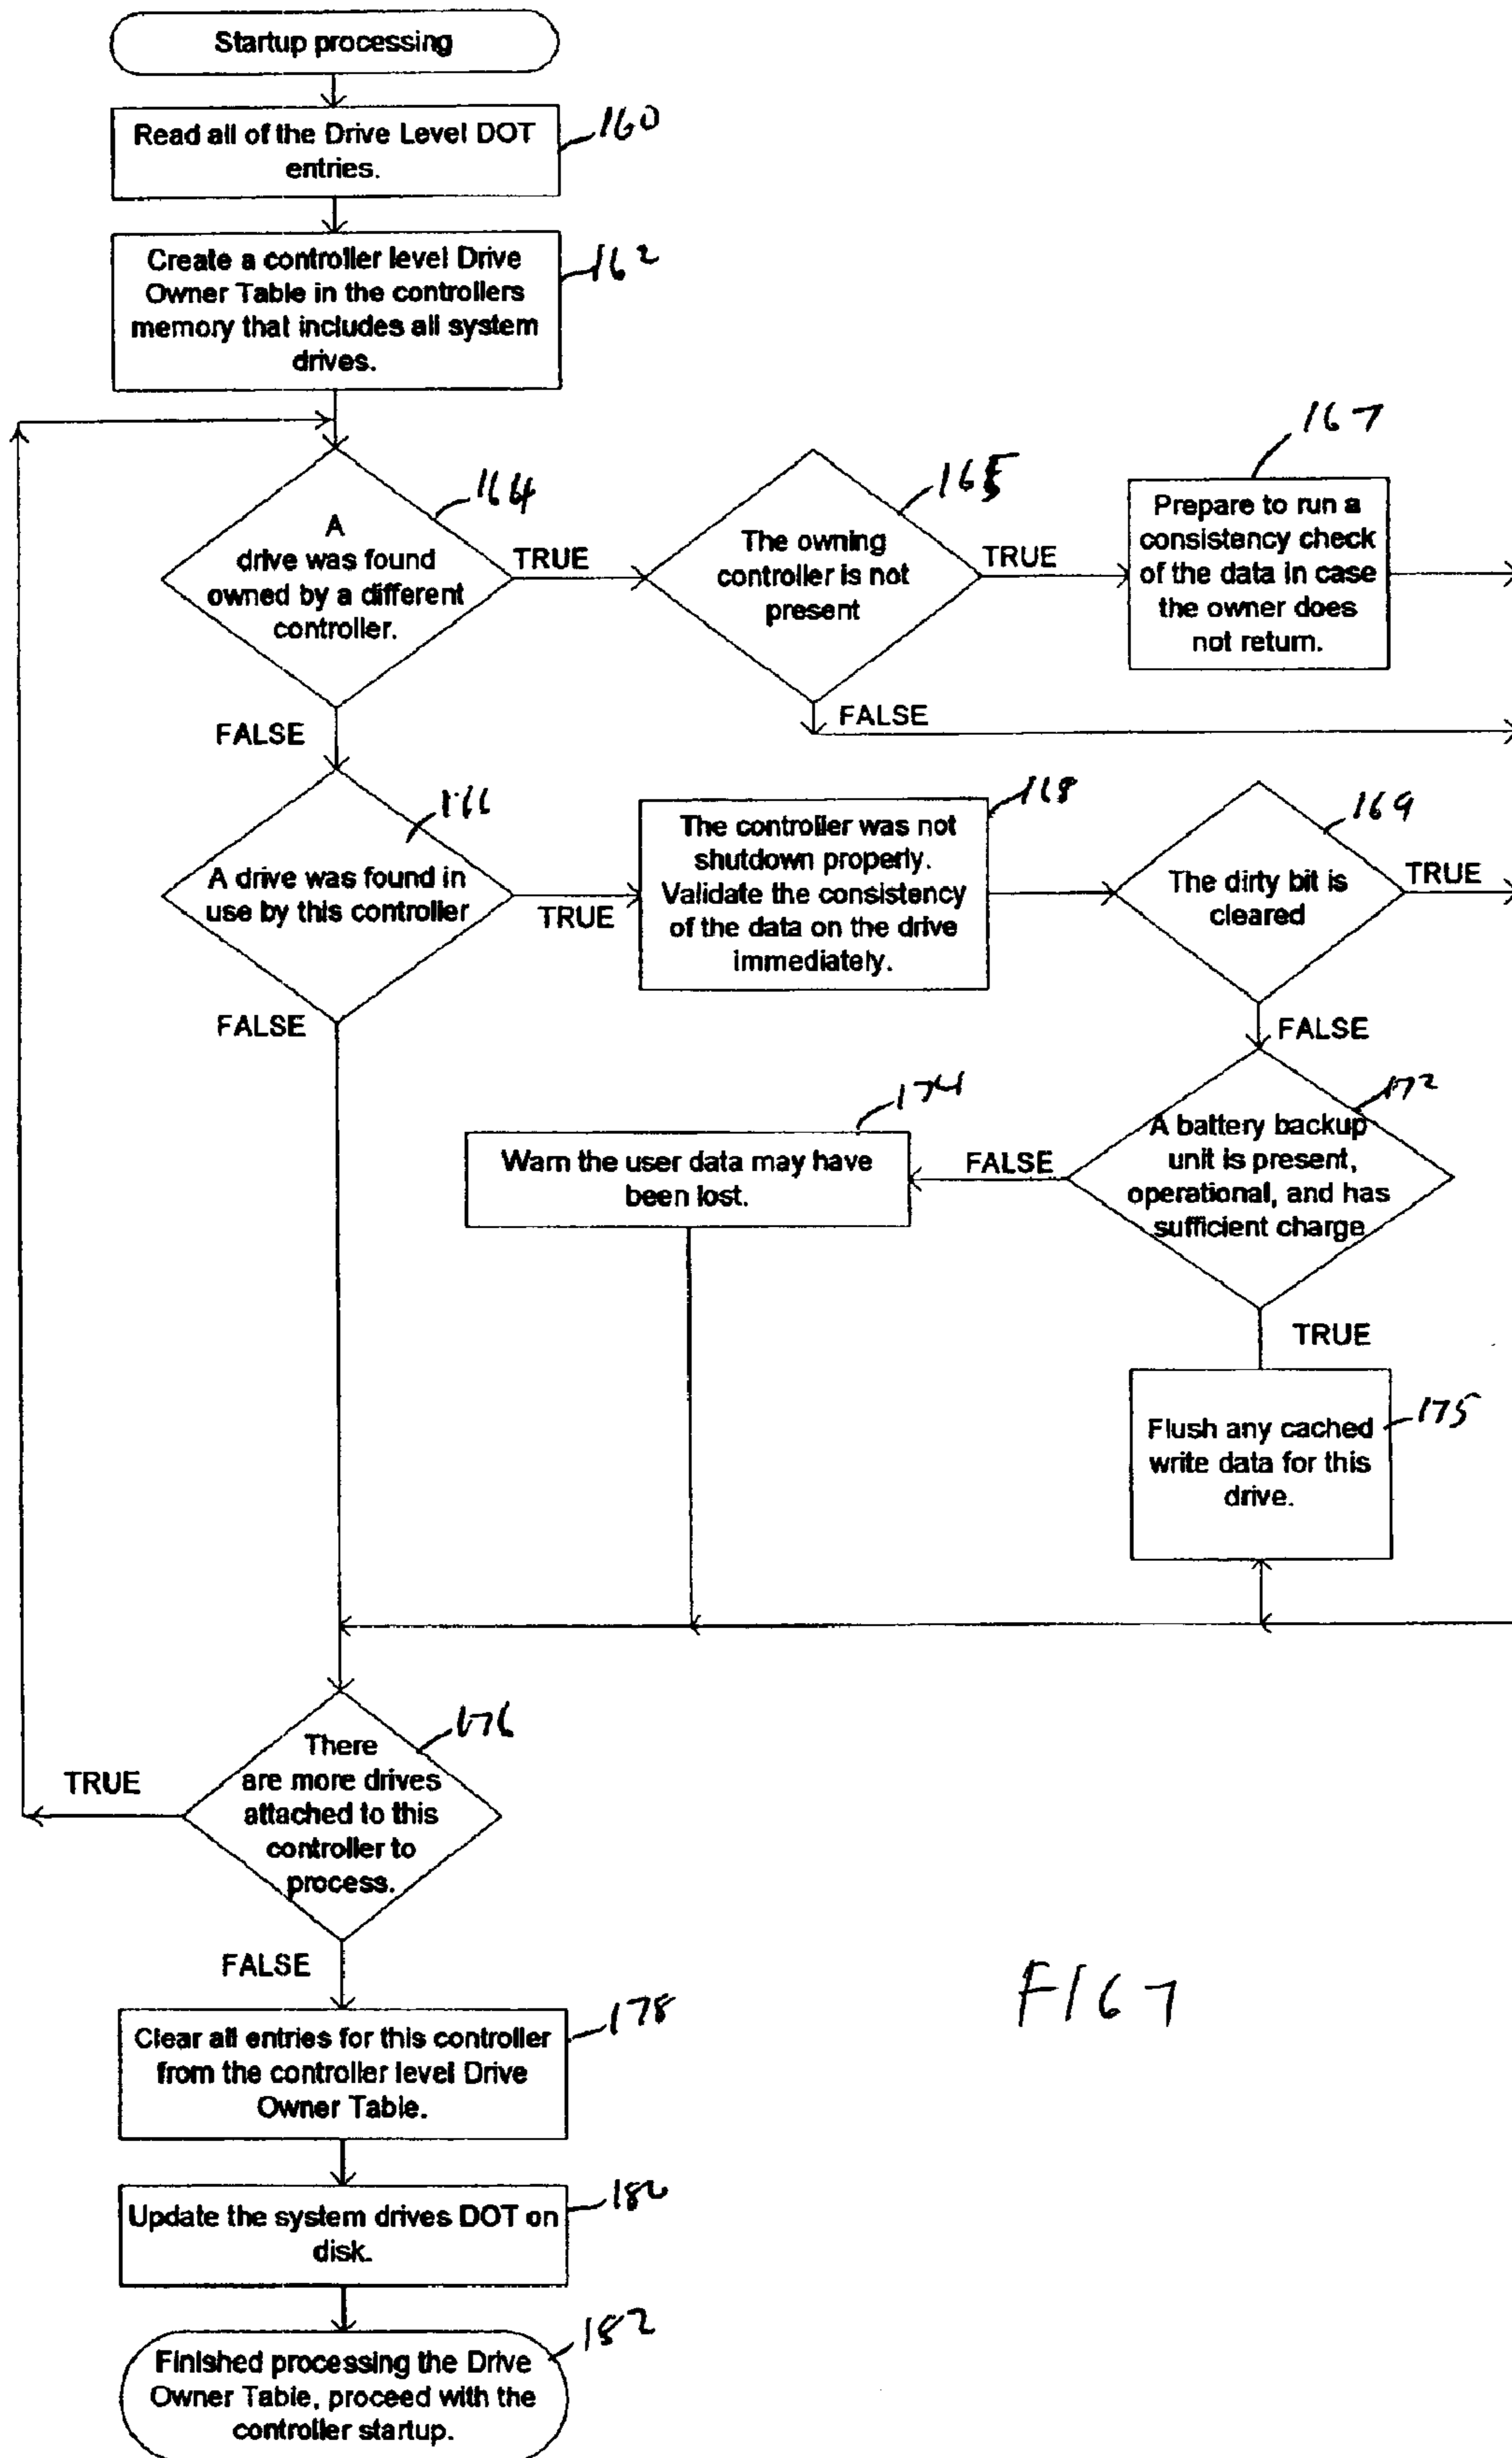 Startup processing
Read all of the Drive Level DOT
entries.
160
Create a controller level Drive
Owner Table in the controllers
memory that includes all system
drives.
162
A
drive was found
owned by a different
controller.
164
TRUE
FALSE
The owning
controller is not
present
165
TRUE
FALSE
Prepare to run a
consistency check
of the data in case
the owner does
not return.
167
A drive was found in
use by this controller
166
TRUE
FALSE
The controller was not
shutdown properly.
Validate the consistency
of the data on the drive
immediately.
168
The dirty bit is
cleared
169
TRUE
FALSE
A battery backup
unit is present,
operational, and has
sufficient charge
172
FALSE
TRUE
Warn the user data may have
been lost.
174
Flush any cached
write data for this
drive.
175
There
are more drives
attached to this
controller to
process.
176
TRUE
FALSE
Clear all entries for this controller
from the controller level Drive
Owner Table.
178
Update the system drives DOT on
disk.
180
Finished processing the Drive
Owner Table, proceed with the
controller startup.
182
FIG 7